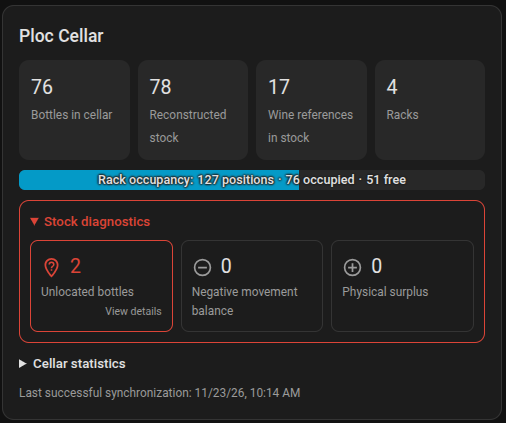 Ploc Cellar
76
Bottles in cellar
78
Reconstructed
stock
17
Wine references
in stock
4
Racks
Rack occupancy: 127 positions · 76 occupied · 51 free
Stock diagnostics
2
Unlocated bottles
View details
0
Negative movement
balance
0
Physical surplus
Cellar statistics
Last successful synchronization: 11/23/26, 10:14 AM